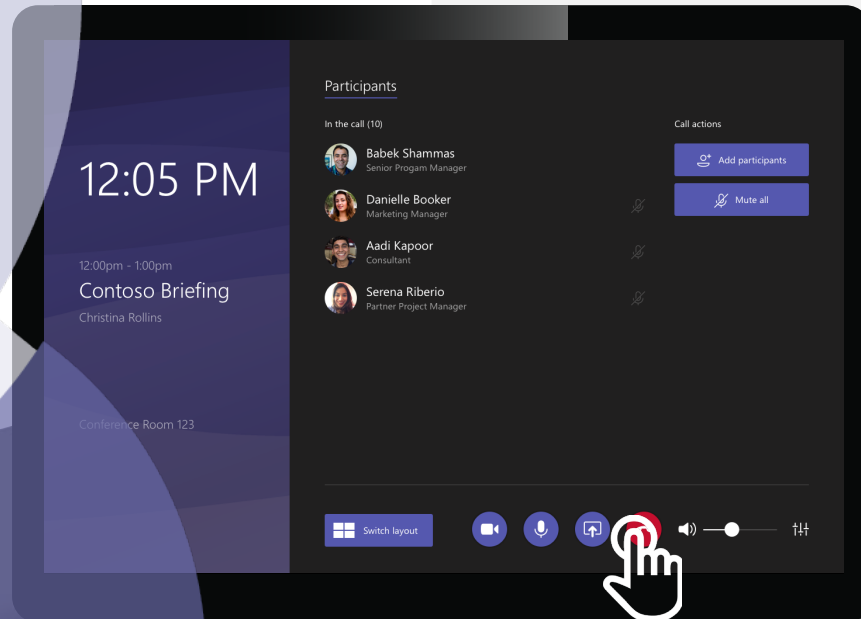 12:05 PM
12:00pm - 1:00pm
Contoso Briefing
Christina Rollins
Conference Room 123
Participants
In the call (10)
Babek Shammas
Senior Progam Manager
Danielle Booker
Marketing Manager
Aadi Kapoor
Consultant
Serena Riberio
Partner Project Manager
Call actions
Add participants
Mute all
Switch layout